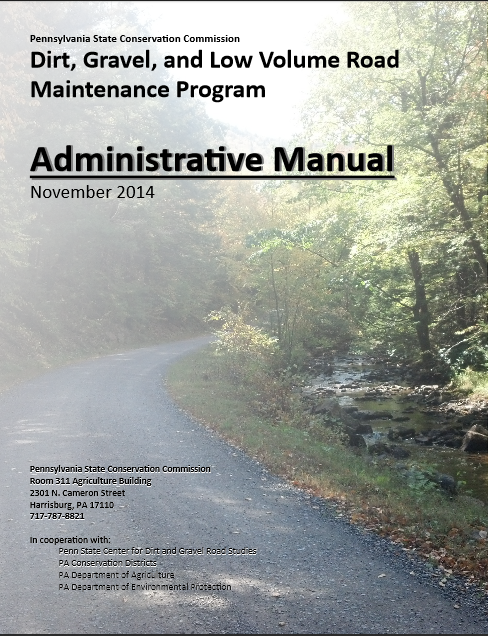 Pennsylvania State Conservation Commission
Dirt, Gravel, and Low Volume Road
Maintenance Program
Administrative Manual
November 2014
Pennsylvania State Conservation Commission
Room 311 Agriculture Building
2301 N. Cameron Street
Harrisburg, PA 17110
717-787-8821
In cooperation with:
Penn State Center for Dirt and Gravel Road Studies
PA Conservation Districts
PA Department of Agriculture
PA Department of Environmental Protection